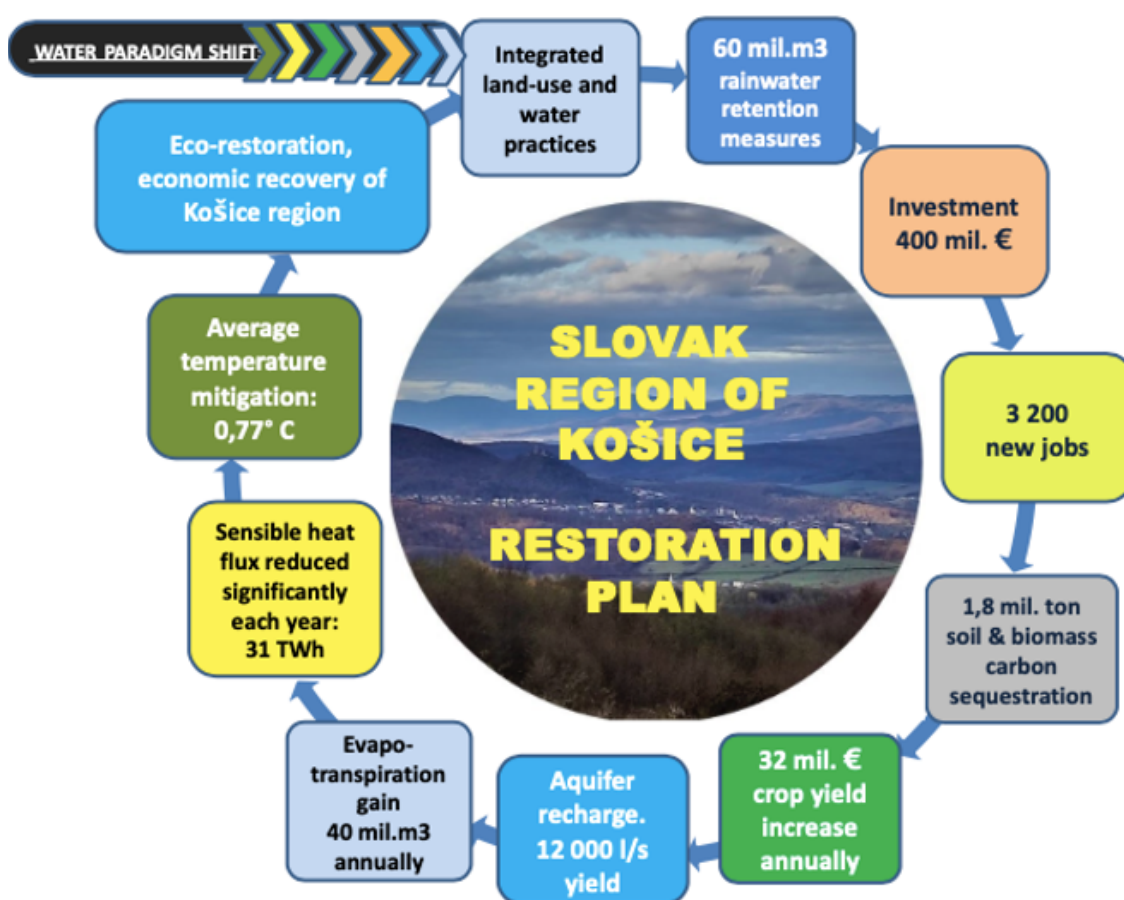 WATER PARADIGM SHIFT
Integrated
land-use and
water
practices
60 mil.m3
rainwater
retention
measures
Investment
400 mil. €
3 200
new jobs
1,8 mil. ton
soil & biomass
carbon
sequestration
32 mil. €
crop yield
increase
annually
Aquifer
recharge.
12 000 l/s
yield
Evapo-
transpiration
gain
40 mil.m3
annually
Sensible heat
flux reduced
significantly
each year:
31 TWh
Average
temperature
mitigation:
0,77° C
Eco-restoration,
economic recovery of
Košice region
SLOVAK
REGION OF
KOŠICE
RESTORATION
PLAN